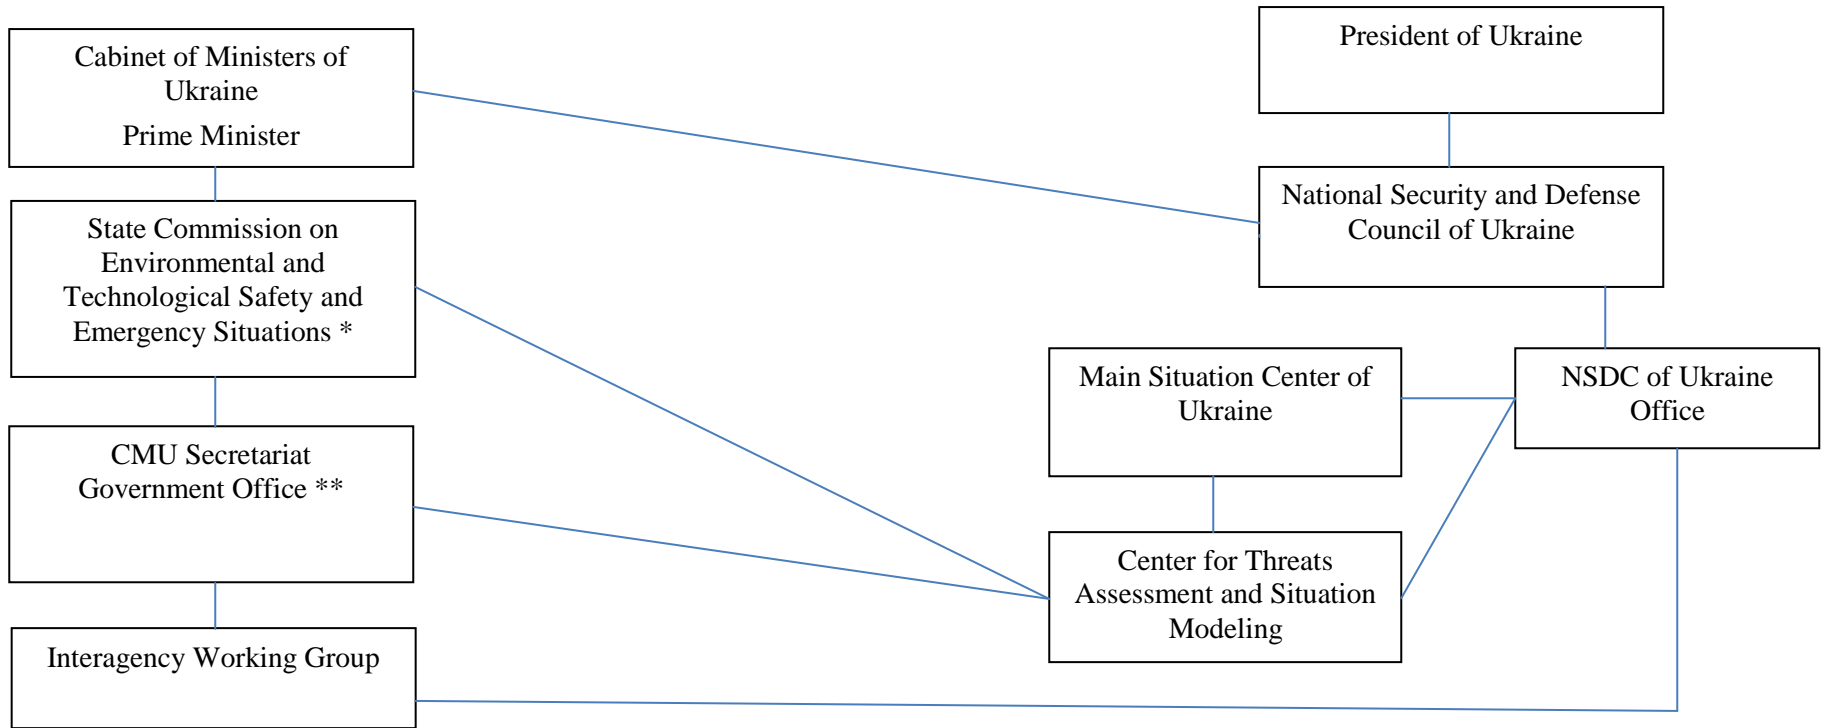 Cabinet of Ministers of
Ukraine
Prime Minister
President of Ukraine
National Security and Defense
Council of Ukraine
State Commission on
Environmental and
Technological Safety and
Emergency Situations *
Main Situation Center of
Ukraine
NSDC of Ukraine
Office
CMU Secretariat
Government Office **
Center for Threats
Assessment and Situation
Modeling
Interagency Working Group